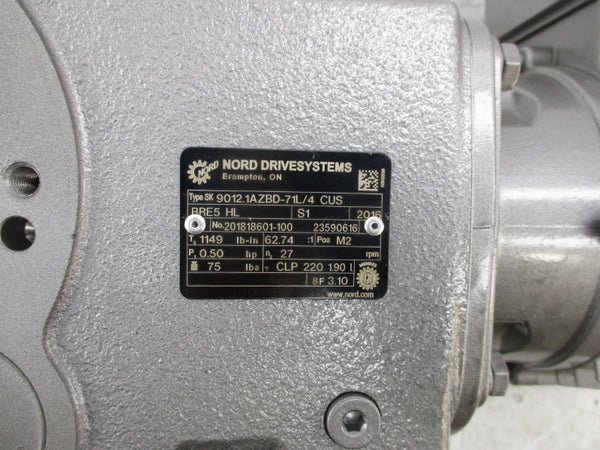 NORD
NORD DRIVESYSTEMS
Brampton, ON
Type SK 9012.1AZBD-71L/4 CUS
BRE5 HL S1 2016
No. 201818601-100 23590616
T₂ 1149 lb-in 62.74 :1 Pos M2
P₁ 0.50 hp n₂ 27 rpm
75 lbs - CLP 220 1.90 l
SF 3.10
www.nord.com